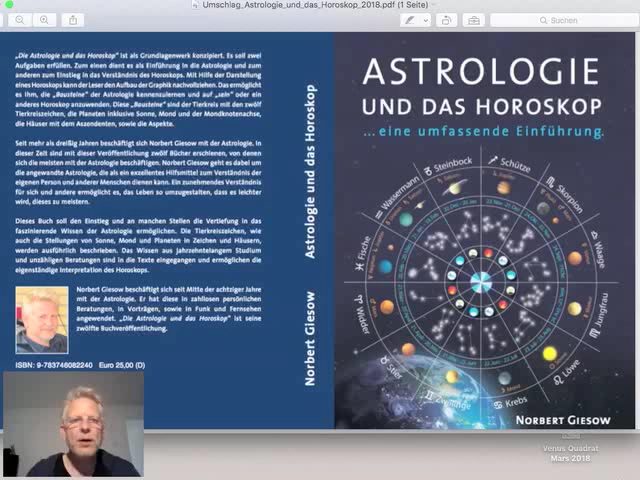 Umschlag_Astrologie_und_das_Horoskop_2018.pdf (1 Seite)
Suchen
„Die Astrologie und das Horoskop" ist als Grundlagenwerk konzipiert. Es soll zwei
Aufgaben erfüllen. Zum einen dient es als Einführung in die Astrologie und zum
anderen zum Einstieg in das Verständnis des Horoskops. Mit Hilfe der Darstellung
eines Horoskops kann der Leser den Aufbau der Graphik nachvollziehen. Das ermöglicht
es ihm, die „Bausteine" der Astrologie kennenzulernen und auf „sein" oder ein
anderes Horoskop anzuwenden. Diese „Bausteine" sind der Tierkreis mit den zwölf
Tierkreiszeichen, die Planeten inklusive Sonne, Mond und der Mondknotenachse,
die Häuser mit dem Aszendenten, sowie die Aspekte.
Seit mehr als dreißig Jahren beschäftigt sich Norbert Giesow mit der Astrologie. In
dieser Zeit sind mit dieser Veröffentlichung zwölf Bücher erschienen, von denen
sich die meisten mit der Astrologie beschäftigen. Norbert Giesow geht es dabei um
die angewandte Astrologie, die als ein exzellentes Hilfsmittel zum Verständnis der
eigenen Person und anderer Menschen dienen kann. Ein zunehmendes Verständnis
für sich und andere ermöglicht es, das Leben so umzugestalten, dass es leichter
wird, dieses zu meistern.
Dieses Buch soll den Einstieg und an manchen Stellen die Vertiefung in das
faszinierende Wissen der Astrologie ermöglichen. Die Tierkreiszeichen, wie
auch die Stellungen von Sonne, Mond und Planeten in Zeichen und Häusern,
werden ausführlich beschrieben. Das Wissen aus jahrzehntelangem Studium
und unzähligen Beratungen sind in die Texte eingegangen und ermöglichen die
eigenständige Interpretation des Horoskops.
Norbert Giesow beschäftigt sich seit Mitte der achtziger Jahre
mit der Astrologie. Er hat diese in zahllosen persönlichen
Beratungen, in Vorträgen, sowie in Funk und Fernsehen
angewendet. „Die Astrologie und das Horoskop" ist seine
zwölfte Buchveröffentlichung.
ISBN: 9-783746082240 Euro 25,00 (D)
Norbert Giesow Astrologie und das Horoskop
ASTROLOGIE
UND DAS HOROSKOP
...eine umfassende Einführung.
Steinbock
Schütze
Skorpion
Waage
Jungfrau
Löwe
Krebs
Zwillinge
Stier
Widder
Fische
Wassermann
NORBERT GIESOW
Venus Quadrat
Mars 2018